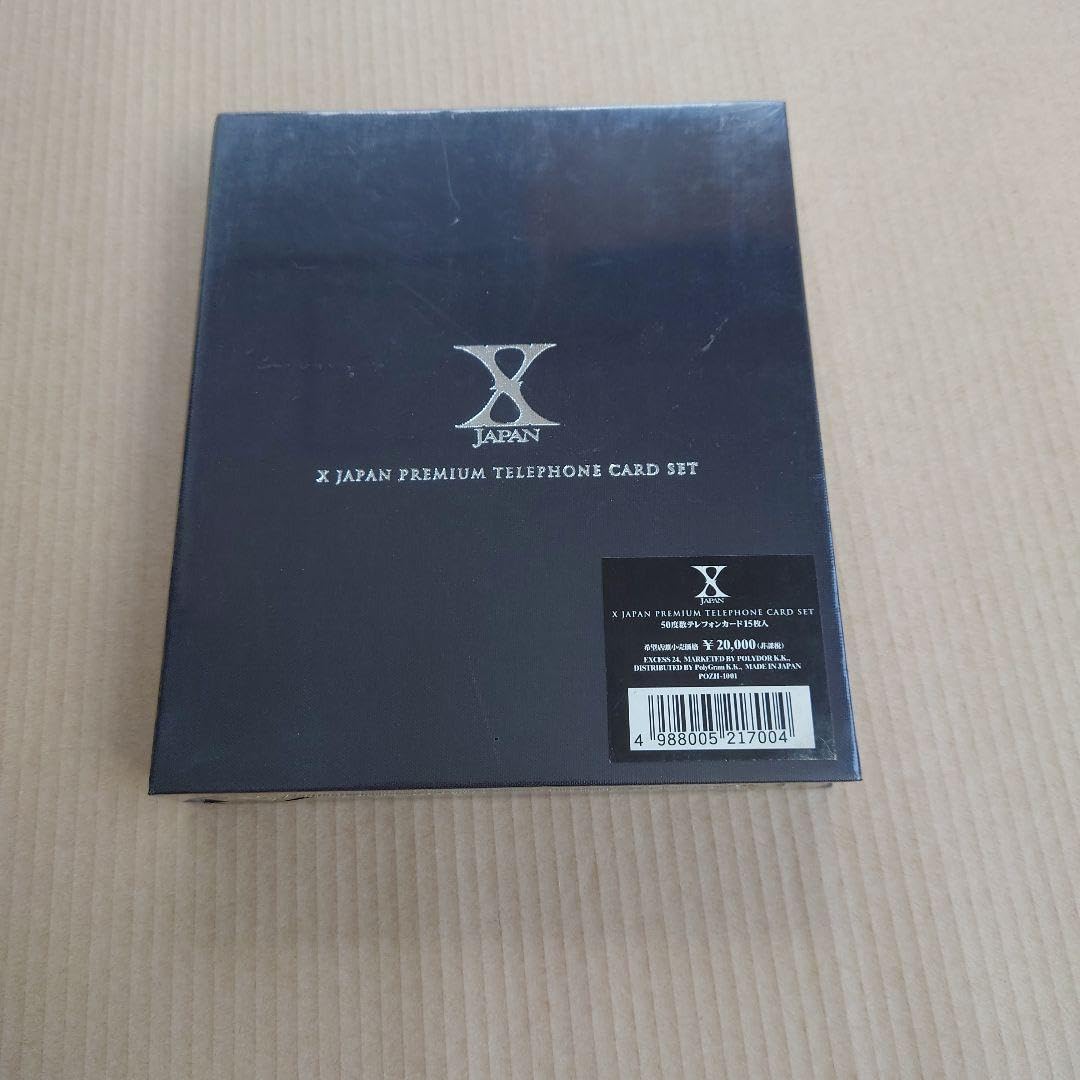 X
JAPAN
X JAPAN PREMIUM TELEPHONE CARD SET
X
JAPAN
X JAPAN PREMIUM TELEPHONE CARD SET
50度数テレフォンカード15枚入
希望店頭小売価格 ¥ 20,000(非課税)
EXCESS 24, MARKETED BY POLYDOR K.K.,
DISTRIBUTED BY PolyGram K.K., MADE IN JAPAN
POZH-1001
4 988005 217004